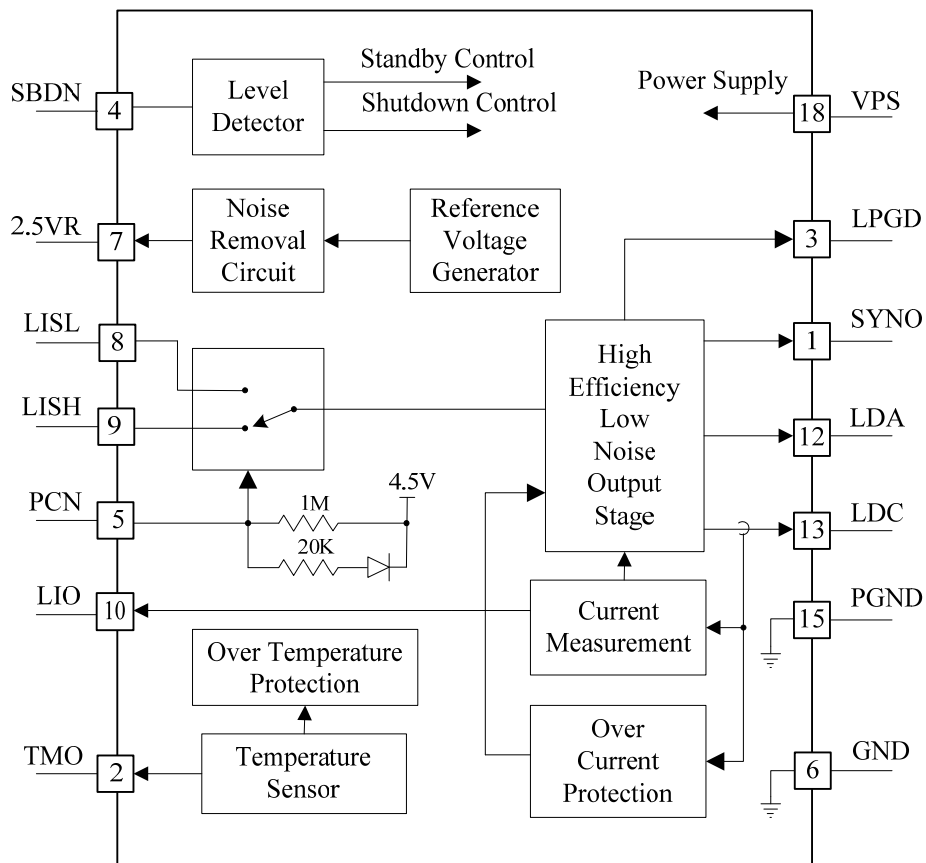 SBDN
4
Level
Detector
Standby Control
Shutdown Control
Power Supply
18
VPS
2.5VR
7
Noise
Removal
Circuit
Reference
Voltage
Generator
3
LPGD
LISL
8
LISH
9
High
Efficiency
Low
Noise
Output
Stage
1
SYNO
12
LDA
13
LDC
PCN
5
1M
20K
4.5V
LIO
10
Current
Measurement
15
PGND
Over Temperature
Protection
TMO
2
Temperature
Sensor
Over
Current
Protection
6
GND